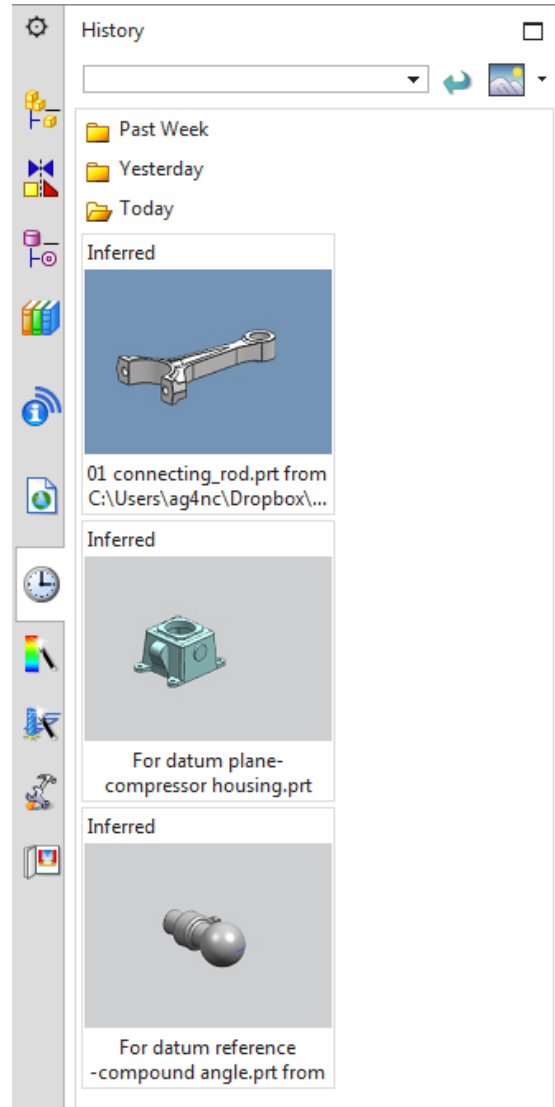 History
Past Week
Yesterday
Today
Inferred
01 connecting_rod.prt from
C:\Users\ag4nc\Dropbox\...
Inferred
For datum plane-
compressor housing.prt
Inferred
For datum reference
-compound angle.prt from